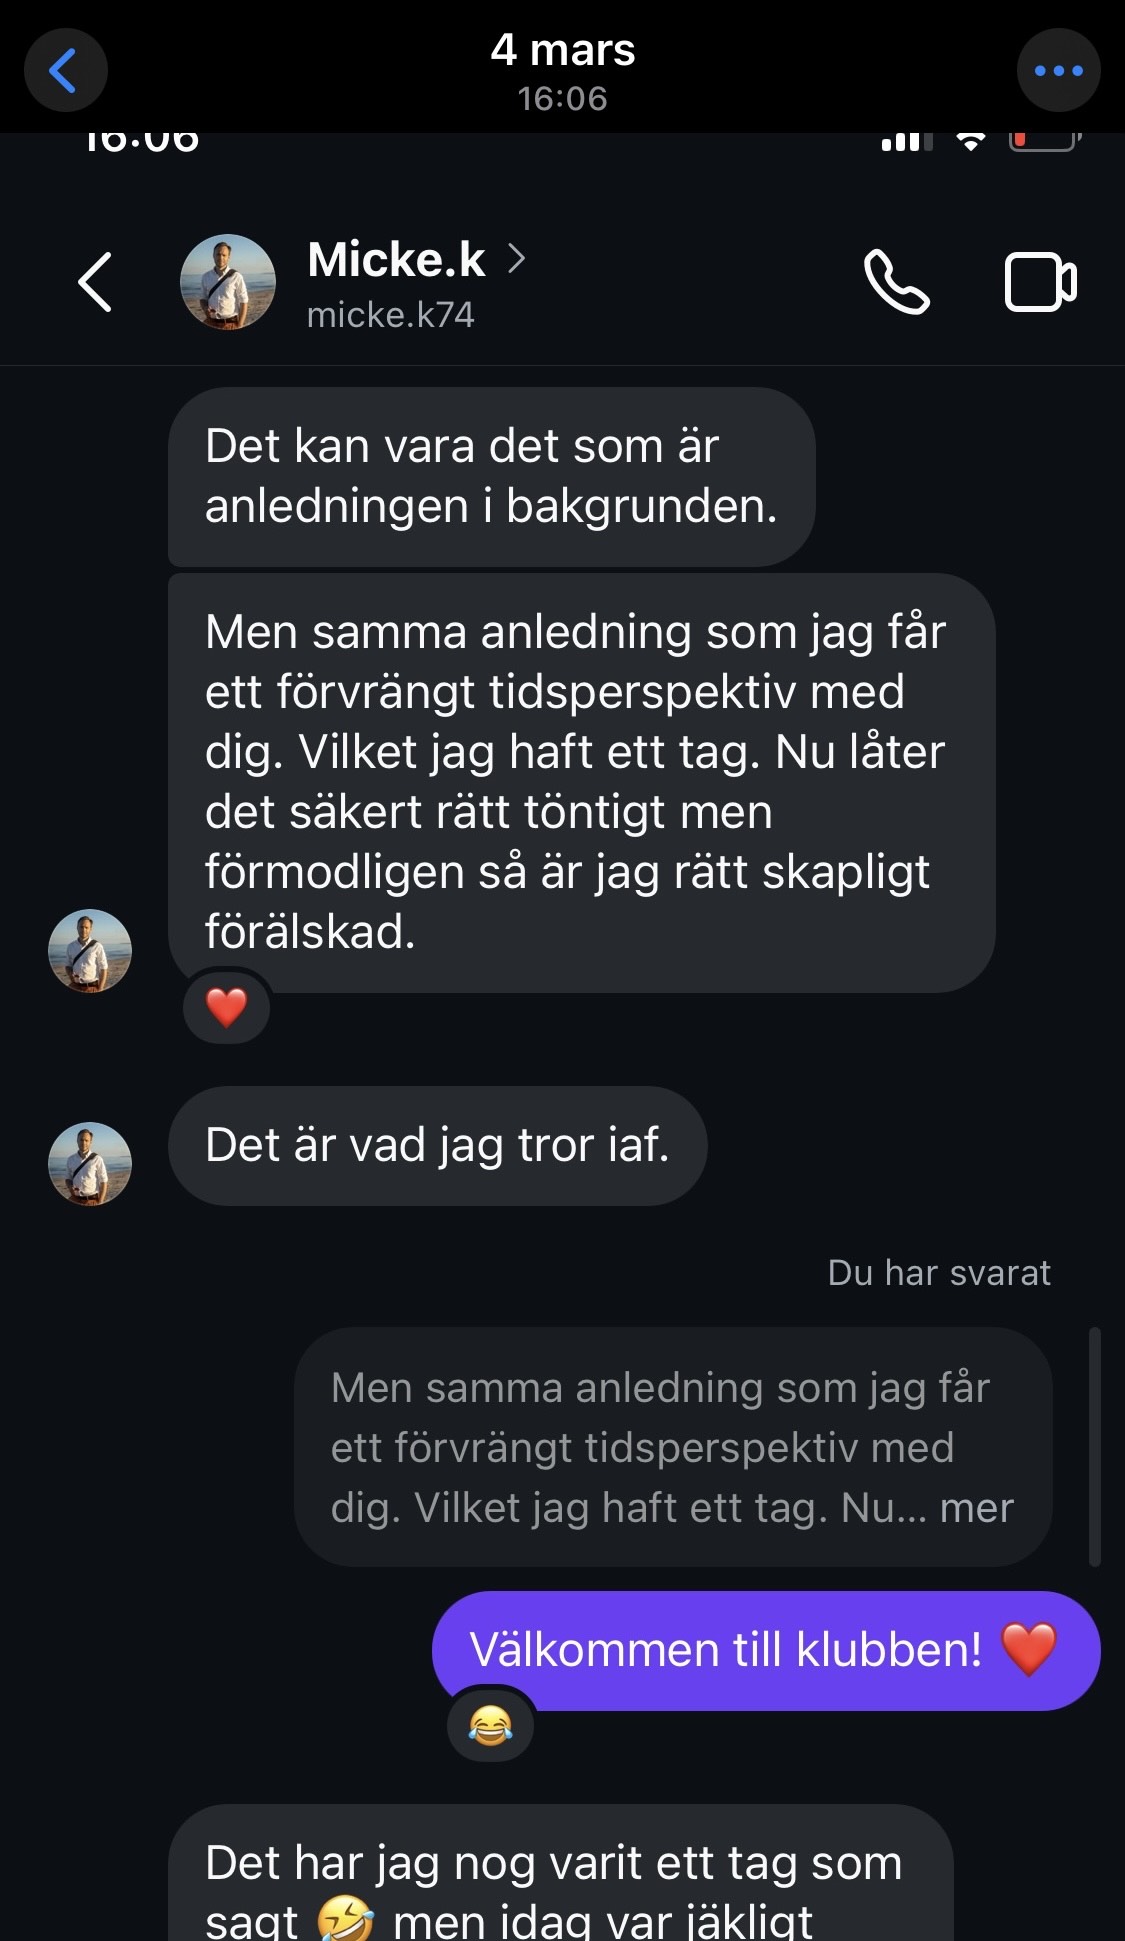 4 mars
16:06
16:06
Micke.k
micke.k74
Det kan vara det som är
anledningen i bakgrunden.
Men samma anledning som jag får
ett förvrängt tidsperspektiv med
dig. Vilket jag haft ett tag. Nu låter
det säkert rätt töntigt men
förmodligen så är jag rätt skapligt
förälskad.
❤️
Det är vad jag tror iaf.
Du har svarat
Men samma anledning som jag får
ett förvrängt tidsperspektiv med
dig. Vilket jag haft ett tag. Nu... mer
Välkommen till klubben! ❤️
😂
Det har jag nog varit ett tag som
sagt 🤣 men idag var jäkligt